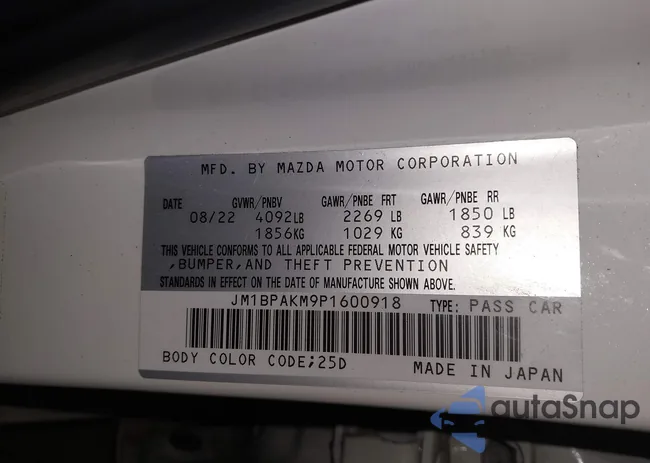 MFD. BY MAZDA MOTOR CORPORATION
DATE GVWR/PNBV GAWR/PNBE FRT GAWR/PNBE RR
08/22 4092LB 2269 LB 1850 LB
1856KG 1029 KG 839 KG
THIS VEHICLE CONFORMS TO ALL APPLICABLE FEDERAL MOTOR VEHICLE SAFETY
,BUMPER,AND THEFT PREVENTION
STANDARDS IN EFFECT ON THE DATE OF MANUFACTURE SHOWN ABOVE.
JM1BPAKM9P1600918 TYPE: PASS CAR
BODY COLOR CODE;25D MADE IN JAPAN
autaSnap